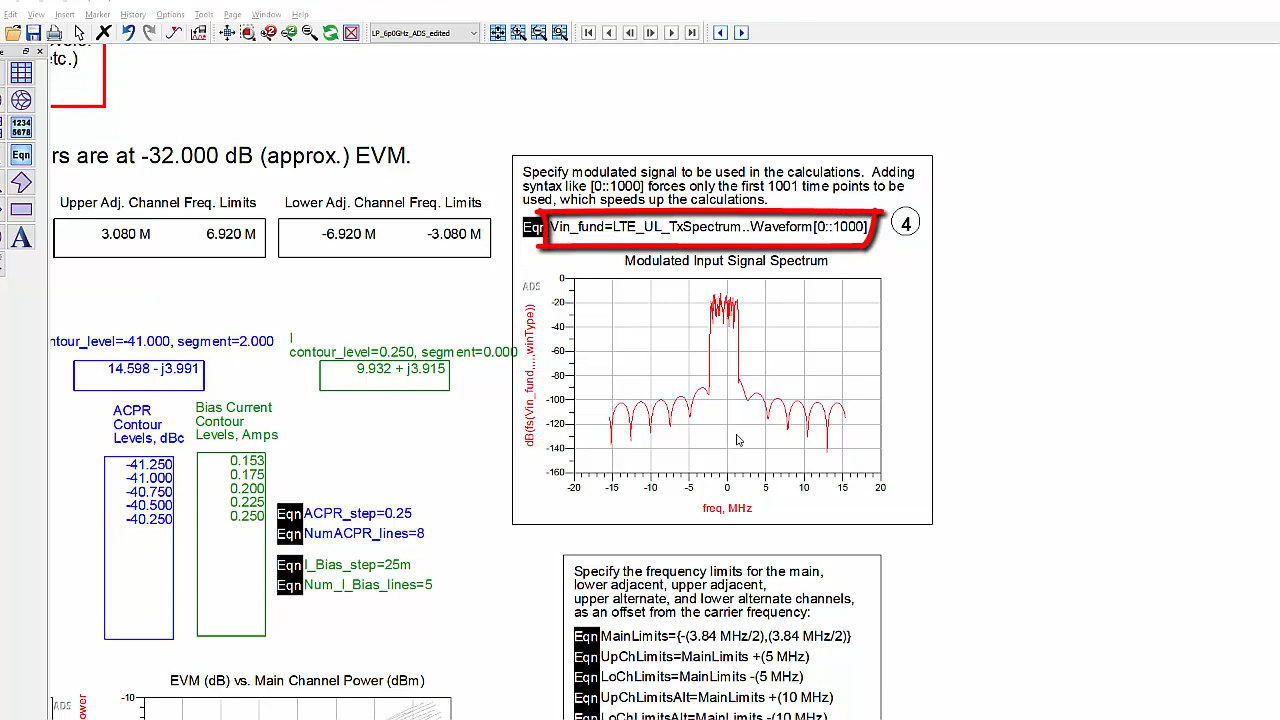 Edit View Insert Marker History Options Tools Page Window Help
LP_6p0GHz_ADS_edited
etc.)
1234
5678
Eqn
A
rs are at -32.000 dB (approx.) EVM.
Upper Adj. Channel Freq. Limits
3.080 M 6.920 M
Lower Adj. Channel Freq. Limits
-6.920 M -3.080 M
contour_level=-41.000, segment=2.000
14.598 - j3.991
I
contour_level=0.250, segment=0.000
9.932 + j3.915
ACPR
Contour
Levels, dBc
-41.250
-41.000
-40.750
-40.500
-40.250
Bias Current
Contour
Levels, Amps
0.153
0.175
0.200
0.225
0.250
Eqn ACPR_step=0.25
Eqn NumACPR_lines=8
Eqn I_Bias_step=25m
Eqn Num_I_Bias_lines=5
EVM (dB) vs. Main Channel Power (dBm)
ADS
-10
ower
Specify modulated signal to be used in the calculations. Adding
syntax like [0::1000] forces only the first 1001 time points to be
used, which speeds up the calculations.
Eqn Vin_fund=LTE_UL_TxSpectrum..Waveform[0::1000]
4
Modulated Input Signal Spectrum
ADS
dB(fs(Vin_fund,,,,,winType))
0
-20
-40
-60
-80
-100
-120
-140
-160
-20 -15 -10 -5 0 5 10 15 20
freq, MHz
Specify the frequency limits for the main,
lower adjacent, upper adjacent,
upper alternate, and lower alternate channels,
as an offset from the carrier frequency:
Eqn MainLimits={-(3.84 MHz/2),(3.84 MHz/2)}
Eqn UpChLimits=MainLimits +(5 MHz)
Eqn LoChLimits=MainLimits -(5 MHz)
Eqn UpChLimitsAlt=MainLimits +(10 MHz)
Eqn LoChLimitsAlt=MainLimits -(10 MHz)